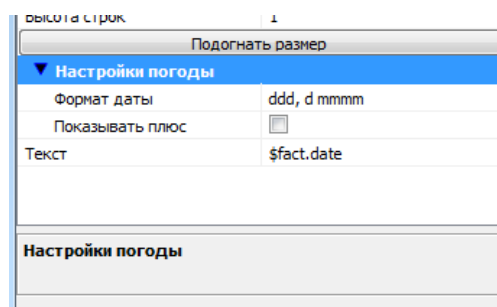 Высота строк 1
Подогнать размер
Настройки погоды
Формат даты ddd, d mmmm
Показывать плюс
Текст $fact.date
Настройки погоды